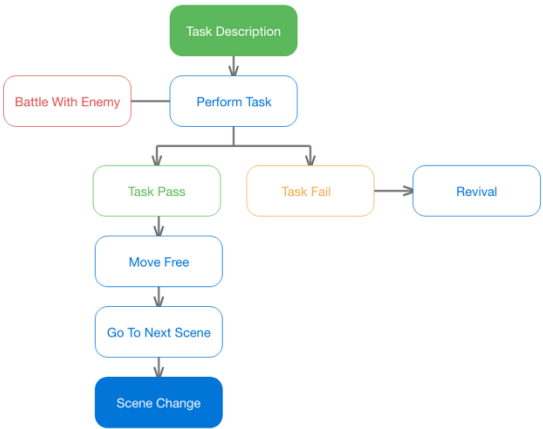 Task Description
Battle With Enemy
Perform Task
Task Pass
Task Fail
Revival
Move Free
Go To Next Scene
Scene Change